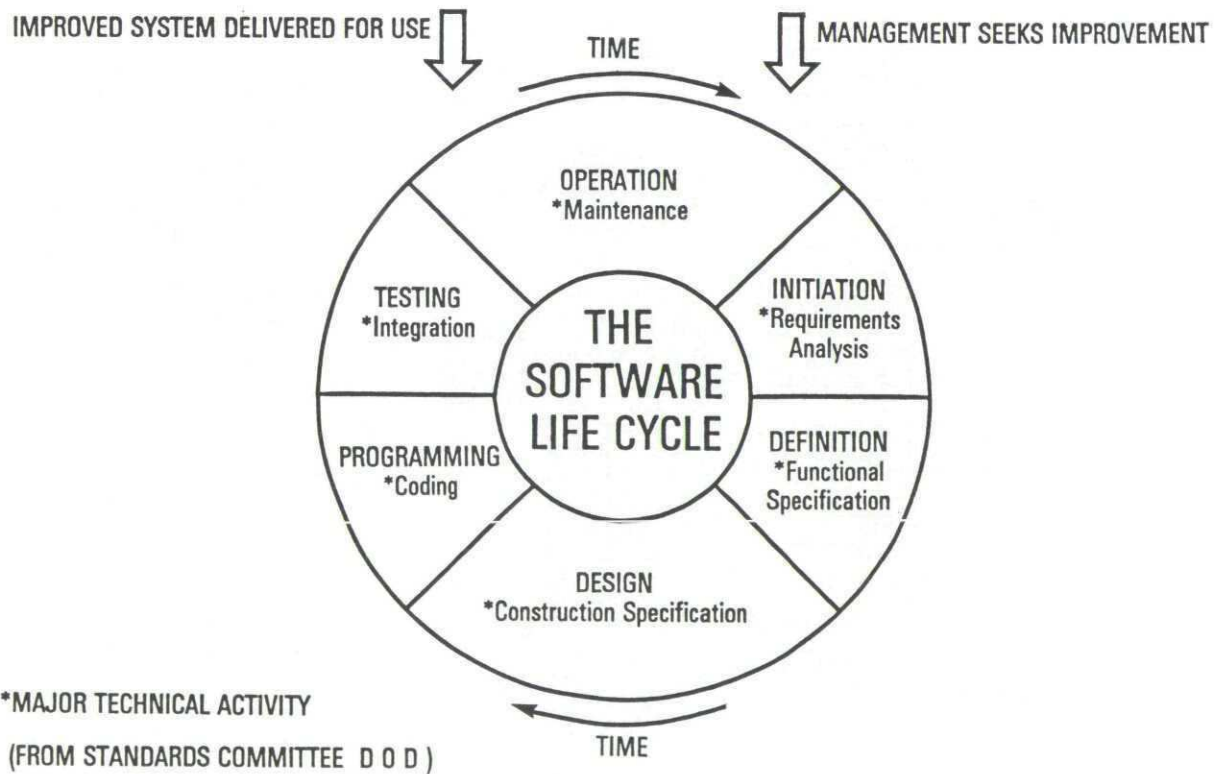 IMPROVED SYSTEM DELIVERED FOR USE
TIME
MANAGEMENT SEEKS IMPROVEMENT
OPERATION
*Maintenance
TESTING
*Integration
INITIATION
*Requirements
Analysis
THE
SOFTWARE
LIFE CYCLE
PROGRAMMING
*Coding
DEFINITION
*Functional
Specification
DESIGN
*Construction Specification
*MAJOR TECHNICAL ACTIVITY
TIME
(FROM STANDARDS COMMITTEE D O D )